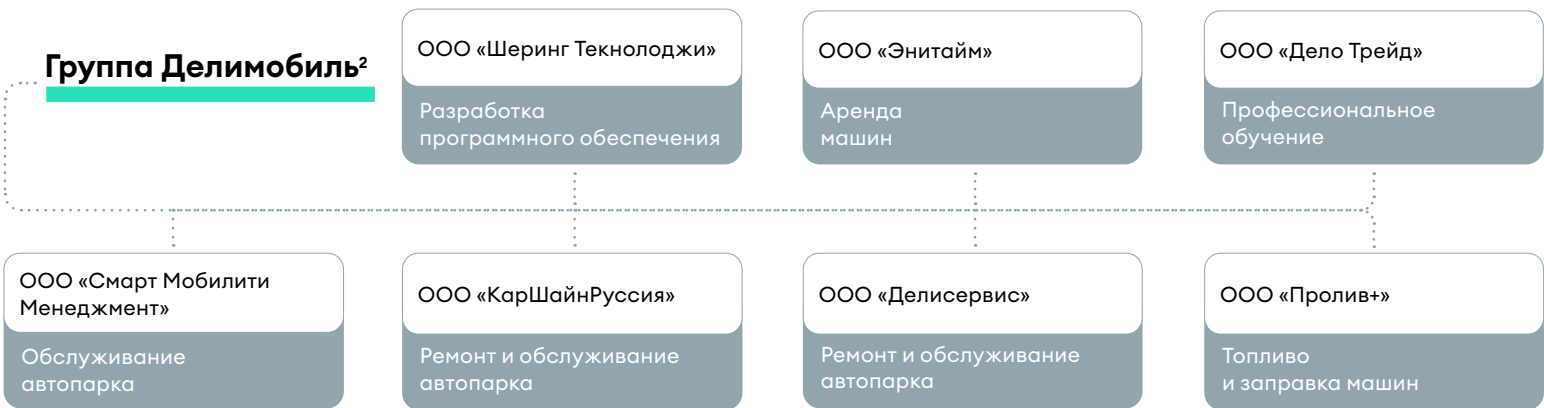 Группа Делимобиль²
ООО «Шеринг Текнолоджи»
Разработка
программного обеспечения
ООО «Энитайм»
Аренда
машин
ООО «Дело Трейд»
Профессиональное
обучение
ООО «Смарт Мобилити
Менеджмент»
Обслуживание
автопарка
ООО «КарШайнРуссия»
Ремонт и обслуживание
автопарка
ООО «Делисервис»
Ремонт и обслуживание
автопарка
ООО «Пролив+»
Топливо
и заправка машин